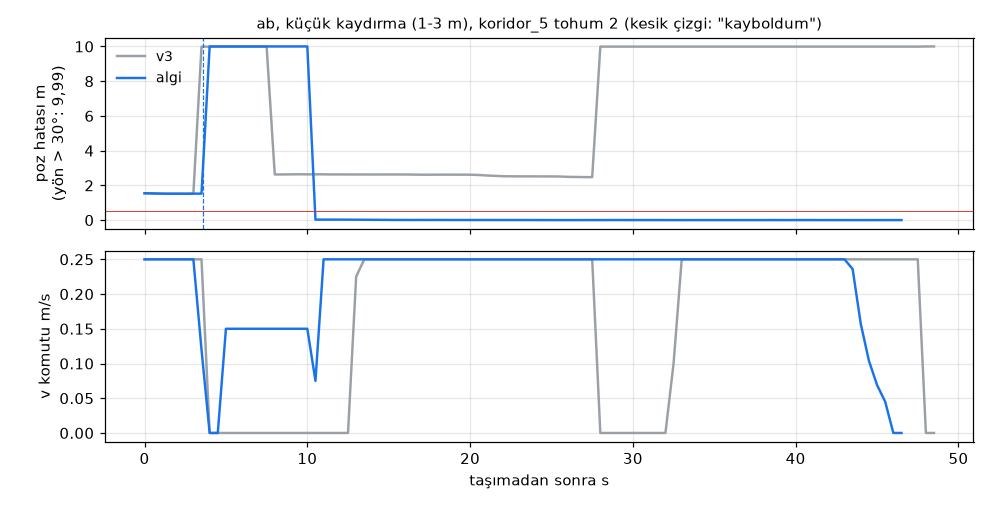 ab, küçük kaydırma (1-3 m), koridor_5 tohum 2 (kesik çizgi: "kayboldum")
poz hatası m
(yön > 30°: 9,99)
10
8
6
4
2
0
v3
algi
v komutu m/s
0.25
0.20
0.15
0.10
0.05
0.00
0
10
20
30
40
50
taşımadan sonra s